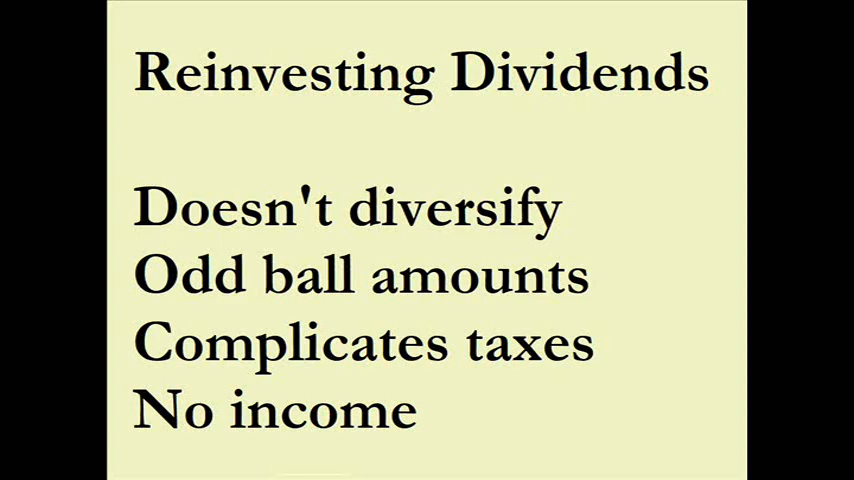 Reinvesting Dividends
Doesn't diversify
Odd ball amounts
Complicates taxes
No income